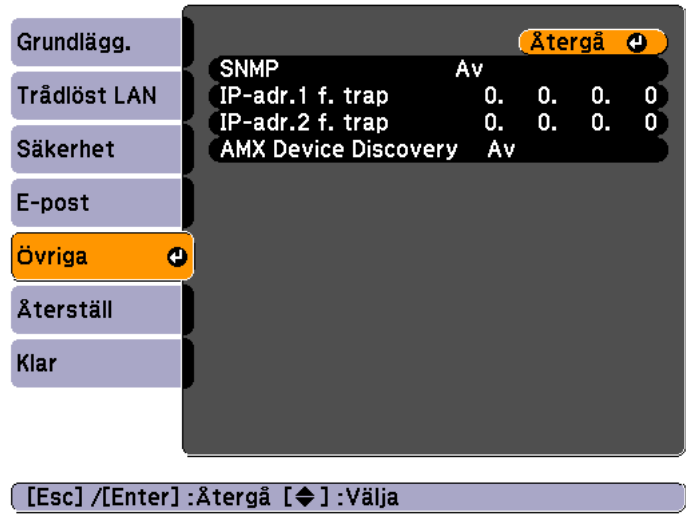 Grundlägg.
Trådlöst LAN
Säkerhet
E-post
Övriga
Återställ
Klar
Återgå
SNMP Av
IP-adr.1 f. trap 0. 0. 0. 0
IP-adr.2 f. trap 0. 0. 0. 0
AMX Device Discovery Av
[Esc] /[Enter] :Återgå [◆] :Välja